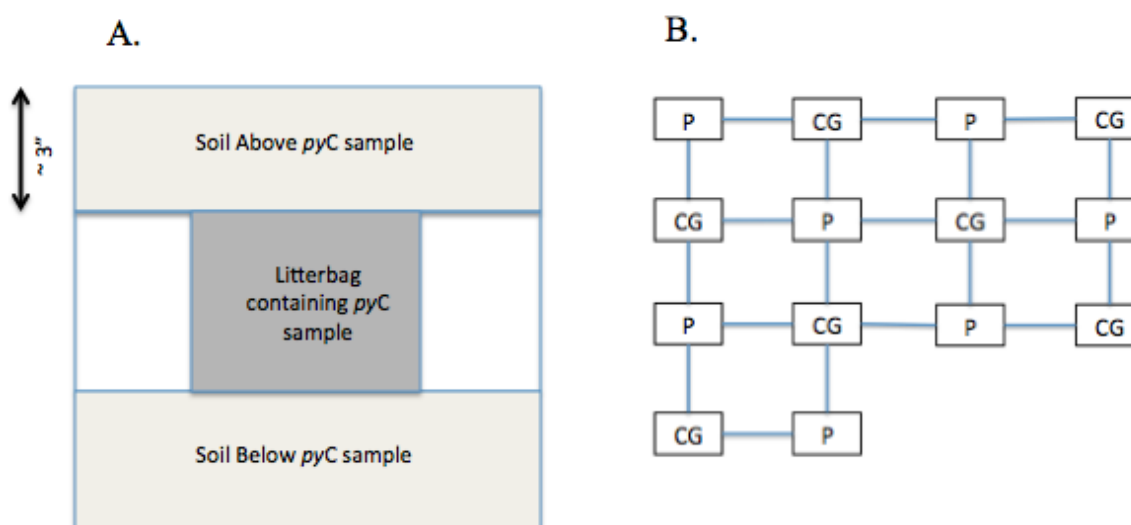 A.
~ 3"
Soil Above pyC sample
Litterbag
containing pyC
sample
Soil Below pyC sample
B.
P CG P CG
CG P CG P
P CG P CG
CG P